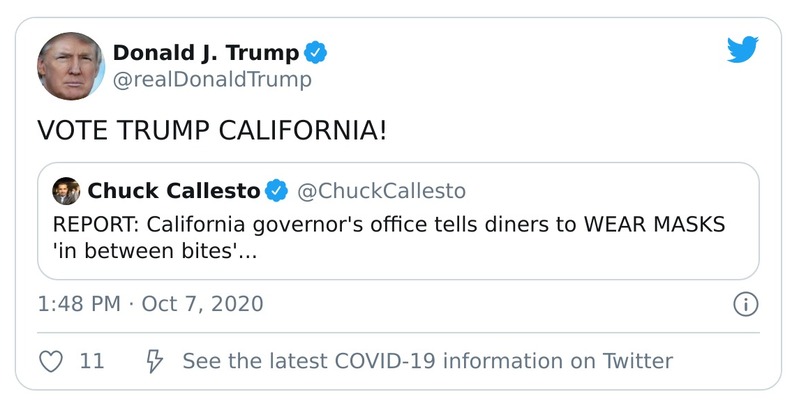 Donald J. Trump
@realDonaldTrump
VOTE TRUMP CALIFORNIA!
Chuck Callesto @ChuckCallesto
REPORT: California governor's office tells diners to WEAR MASKS
'in between bites'...
1:48 PM · Oct 7, 2020
11 See the latest COVID-19 information on Twitter